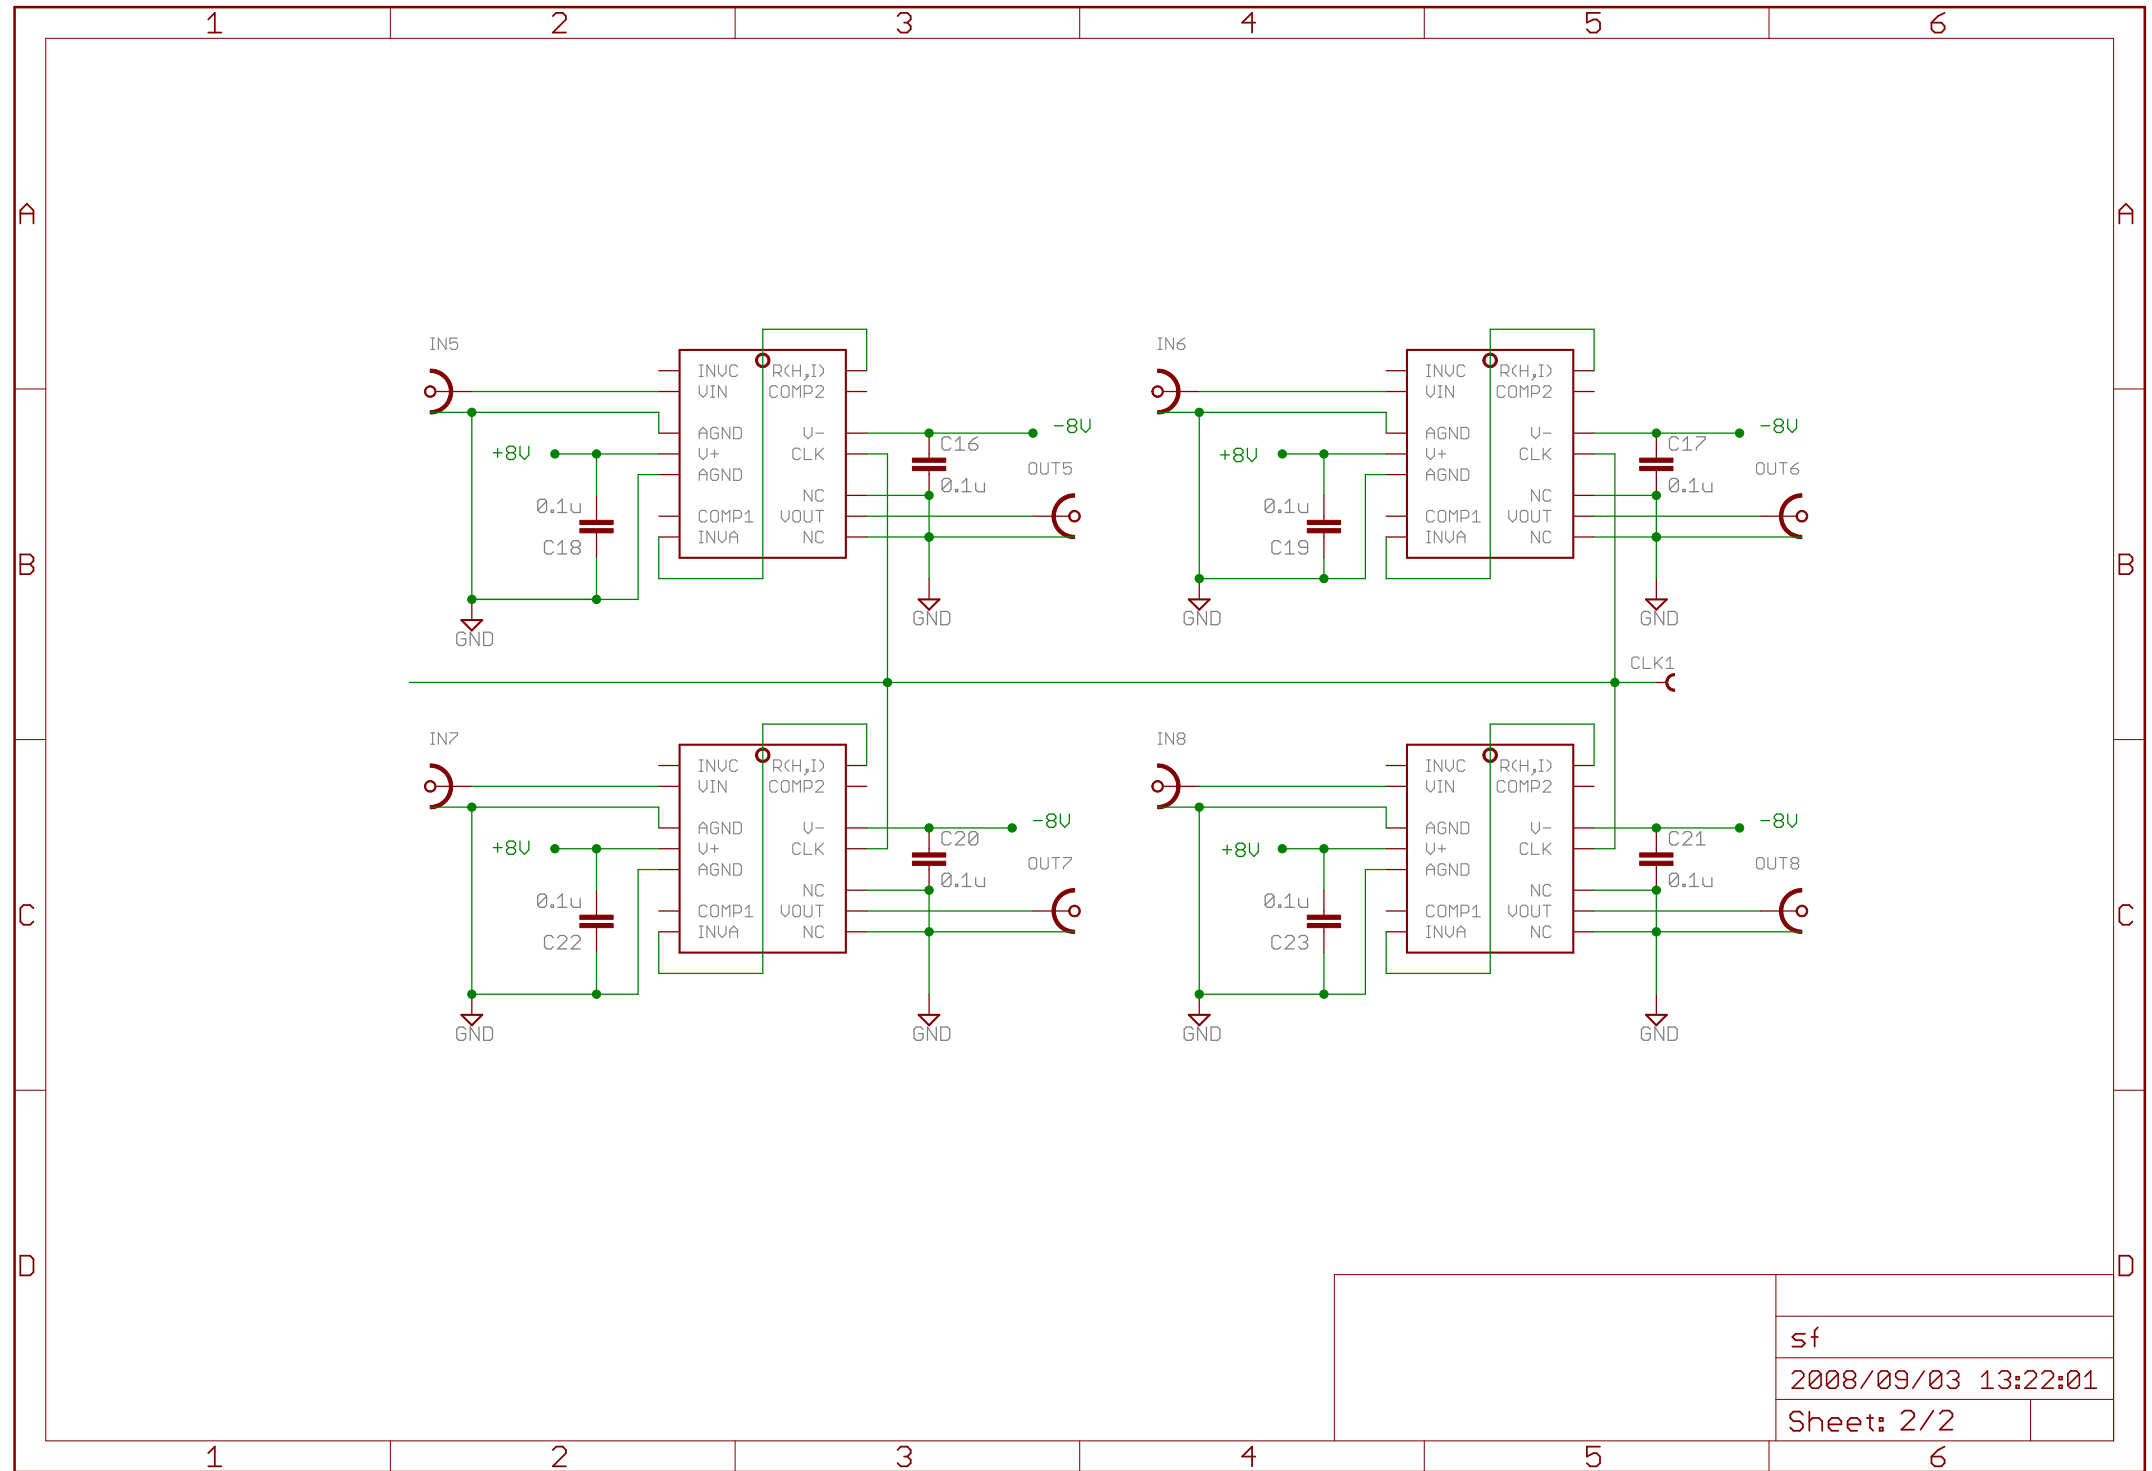 1 2 3 4 5 6
A A
IN5 IN6
INVC R(H,I) INVC R(H,I)
VIN COMP2 VIN COMP2
AGND V- -8V AGND V- -8V
+8V V+ CLK C16 +8V V+ CLK C17
AGND OUT5 AGND OUT6
0.1u NC 0.1u 0.1u NC 0.1u
COMP1 VOUT COMP1 VOUT
C18 INVA NC C19 INVA NC
B B
GND GND GND GND
CLK1
IN7 IN8
INVC R(H,I) INVC R(H,I)
VIN COMP2 VIN COMP2
AGND V- -8V AGND V- -8V
+8V V+ CLK C20 +8V V+ CLK C21
AGND OUT7 AGND OUT8
0.1u NC 0.1u 0.1u NC 0.1u
C COMP1 VOUT COMP1 VOUT C
C22 INVA NC C23 INVA NC
GND GND GND GND
D D
sf
2008/09/03 13:22:01
Sheet: 2/2
1 2 3 4 5 6